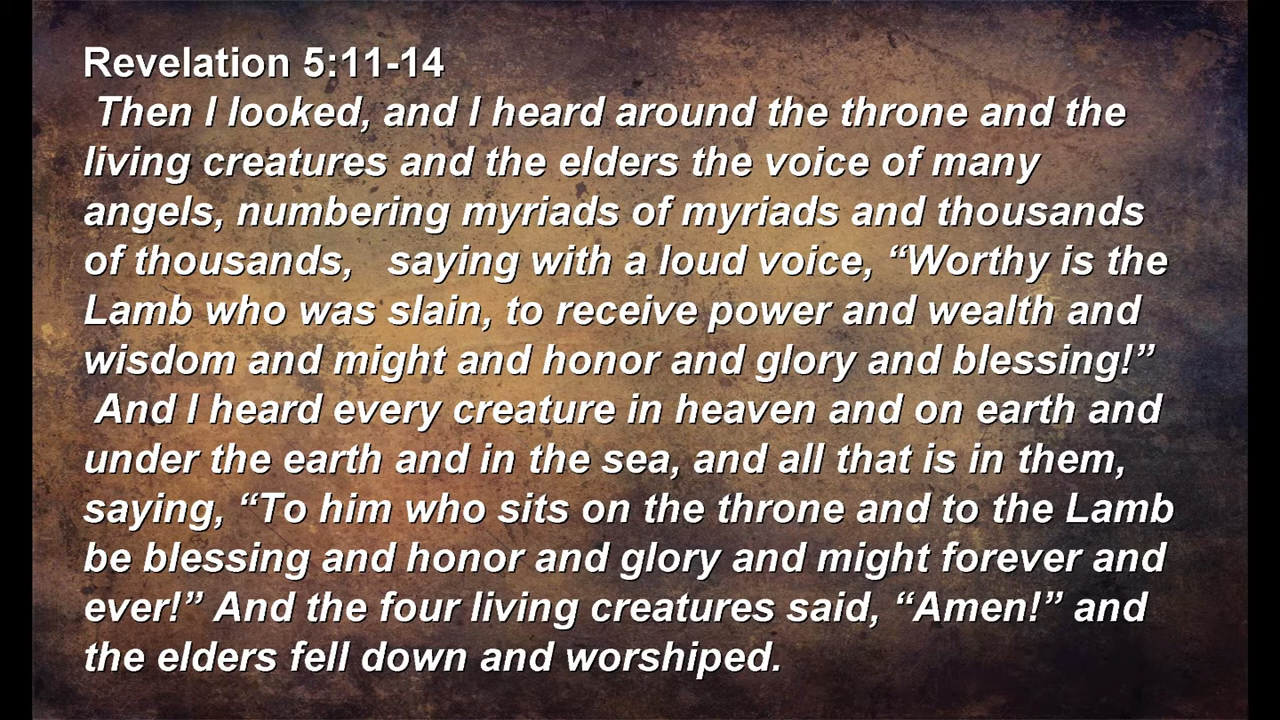 Revelation 5:11-14
Then I looked, and I heard around the throne and the
living creatures and the elders the voice of many
angels, numbering myriads of myriads and thousands
of thousands,   saying with a loud voice, “Worthy is the
Lamb who was slain, to receive power and wealth and
wisdom and might and honor and glory and blessing!”
And I heard every creature in heaven and on earth and
under the earth and in the sea, and all that is in them,
saying, “To him who sits on the throne and to the Lamb
be blessing and honor and glory and might forever and
ever!” And the four living creatures said, “Amen!” and
the elders fell down and worshiped.